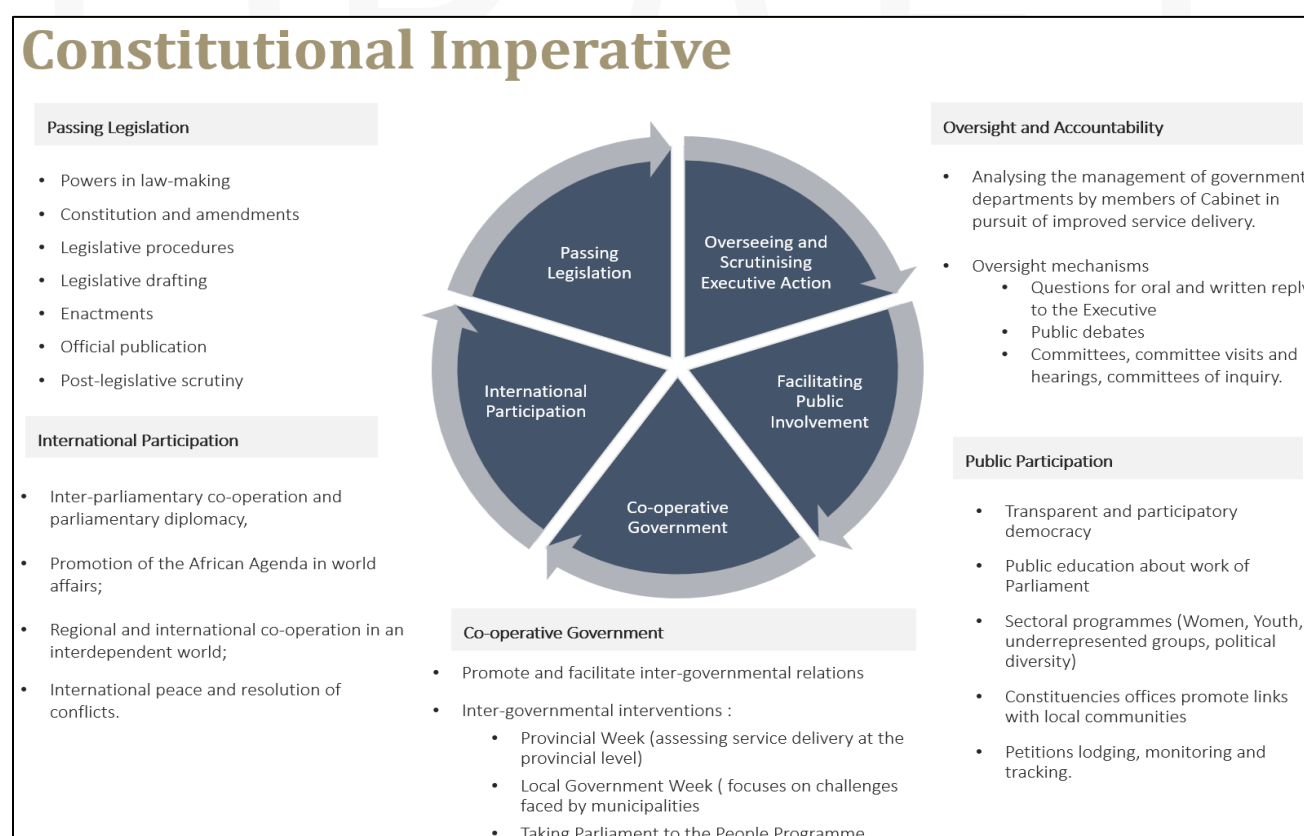 Constitutional Imperative
Passing Legislation
• Powers in law-making
• Constitution and amendments
• Legislative procedures
• Legislative drafting
• Enactments
• Official publication
• Post-legislative scrutiny
International Participation
• Inter-parliamentary co-operation and
parliamentary diplomacy,
• Promotion of the African Agenda in world
affairs;
• Regional and international co-operation in an
interdependent world;
• International peace and resolution of
conflicts.
Passing
Legislation
Overseeing and
Scrutinising
Executive Action
Facilitating
Public
Involvement
Co-operative
Government
International
Participation
Co-operative Government
• Promote and facilitate inter-governmental relations
• Inter-governmental interventions :
• Provincial Week (assessing service delivery at the
provincial level)
• Local Government Week ( focuses on challenges
faced by municipalities
• Taking Parliament to the People Programme
Oversight and Accountability
• Analysing the management of government
departments by members of Cabinet in
pursuit of improved service delivery.
• Oversight mechanisms
• Questions for oral and written reply
to the Executive
• Public debates
• Committees, committee visits and
hearings, committees of inquiry.
Public Participation
• Transparent and participatory
democracy
• Public education about work of
Parliament
• Sectoral programmes (Women, Youth,
underrepresented groups, political
diversity)
• Constituencies offices promote links
with local communities
• Petitions lodging, monitoring and
tracking.